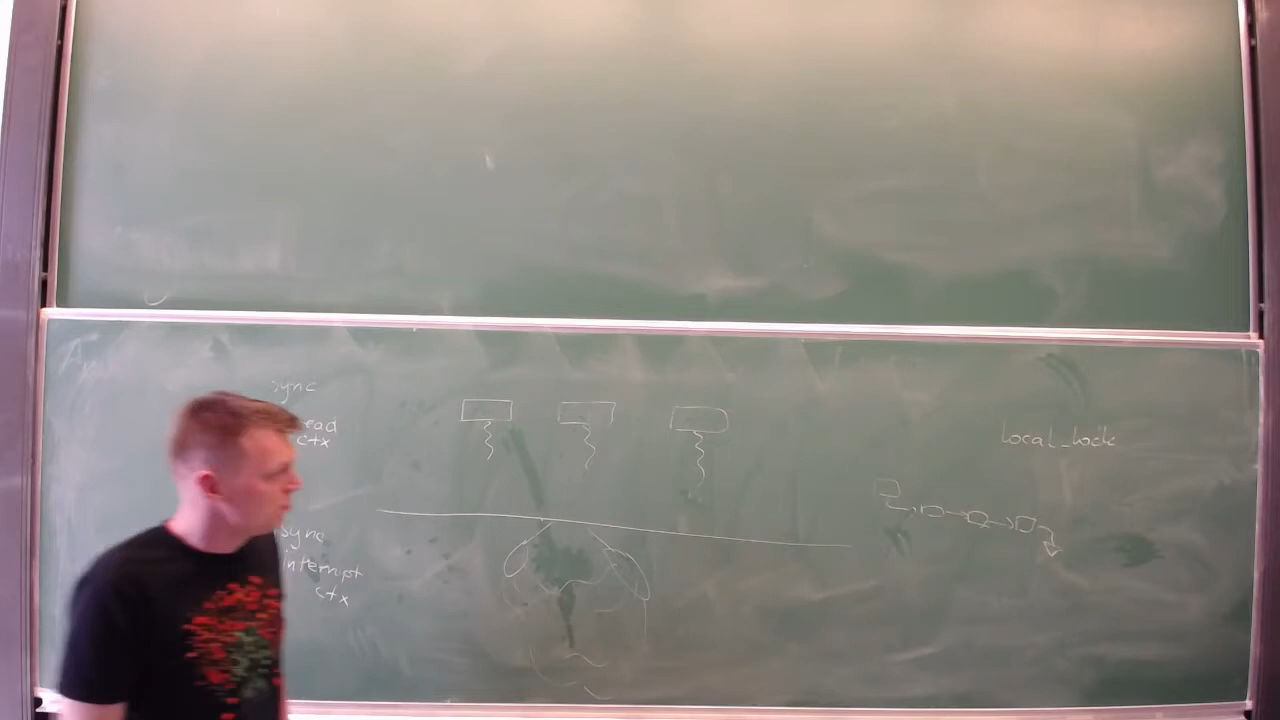 sync
ead
ctx
local_lock
sync
interrupt
ctx